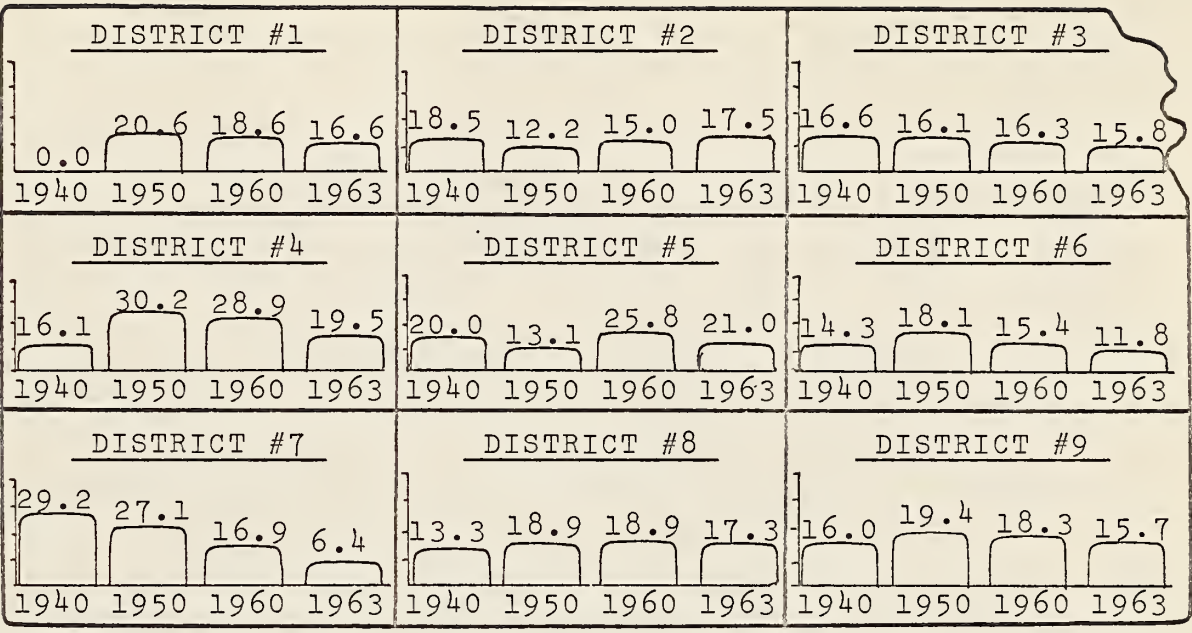 DISTRICT #1
20.6 18.6 16.6
0.0
1940 1950 1960 1963
DISTRICT #2
18.5 12.2 15.0 17.5
1940 1950 1960 1963
DISTRICT #3
16.6 16.1 16.3 15.8
1940 1950 1960 1963
DISTRICT #4
16.1 30.2 28.9 19.5
1940 1950 1960 1963
DISTRICT #5
20.0 13.1 25.8 21.0
1940 1950 1960 1963
DISTRICT #6
14.3 18.1 15.4 11.8
1940 1950 1960 1963
DISTRICT #7
29.2 27.1 16.9 6.4
1940 1950 1960 1963
DISTRICT #8
13.3 18.9 18.9 17.3
1940 1950 1960 1963
DISTRICT #9
16.0 19.4 18.3 15.7
1940 1950 1960 1963